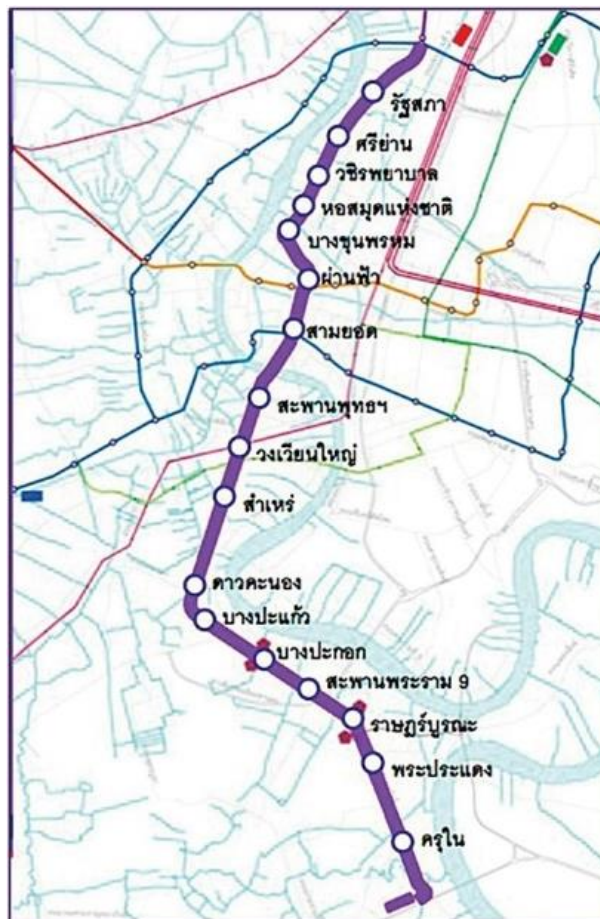 รัฐสภา
ศรีย่าน
วชิรพยาบาล
หอสมุดแห่งชาติ
บางขุนพรหม
ผ่านฟ้า
สามยอด
สะพานพุทธฯ
วงเวียนใหญ่
สำเหร่
ดาวคะนอง
บางปะแก้ว
บางปะกอก
สะพานพระราม 9
ราษฎร์บูรณะ
พระประแดง
ครุใน